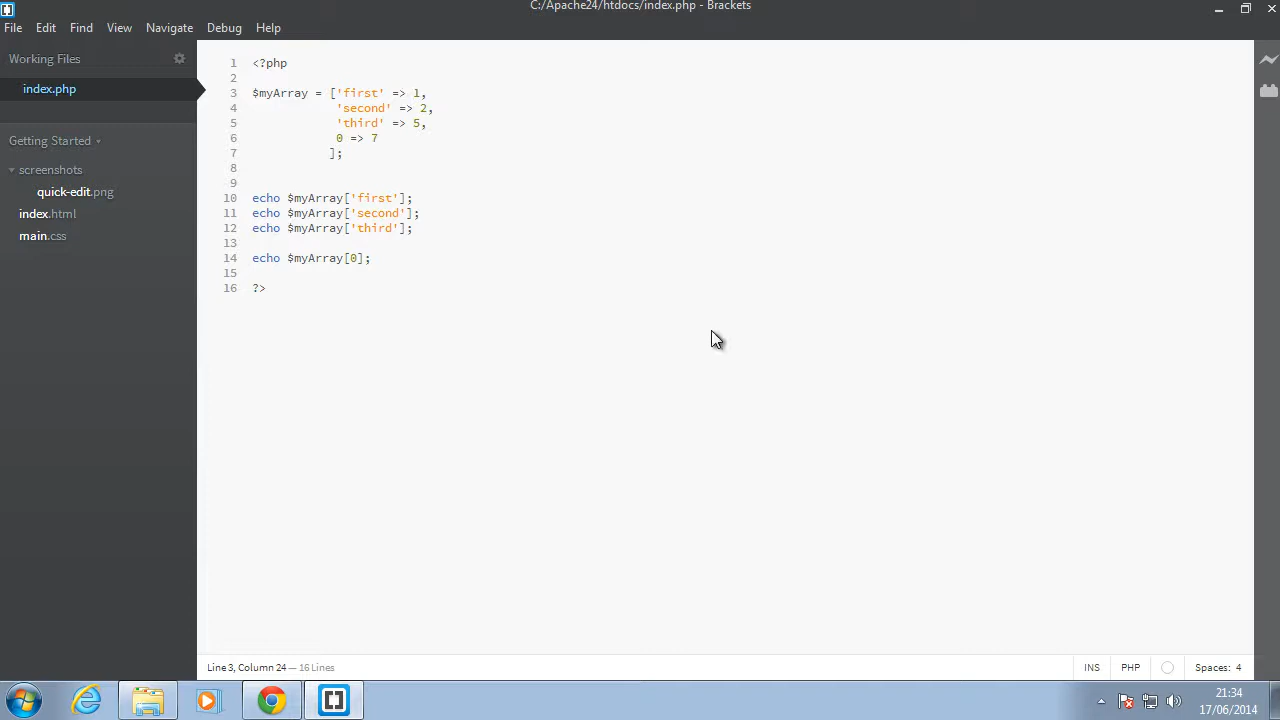 C:/Apache24/htdocs/index.php - Brackets
File Edit Find View Navigate Debug Help
Working Files
index.php
Getting Started
screenshots
quick-edit.png
index.html
main.css
1 <?php
2
3 $myArray = ['first' => 1,
4 'second' => 2,
5 'third' => 5,
6 0 => 7
7 ];
8
9
10 echo $myArray['first'];
11 echo $myArray['second'];
12 echo $myArray['third'];
13
14 echo $myArray[0];
15
16 ?>
Line 3, Column 24 — 16 Lines
INS PHP Spaces: 4
21:34
17/06/2014